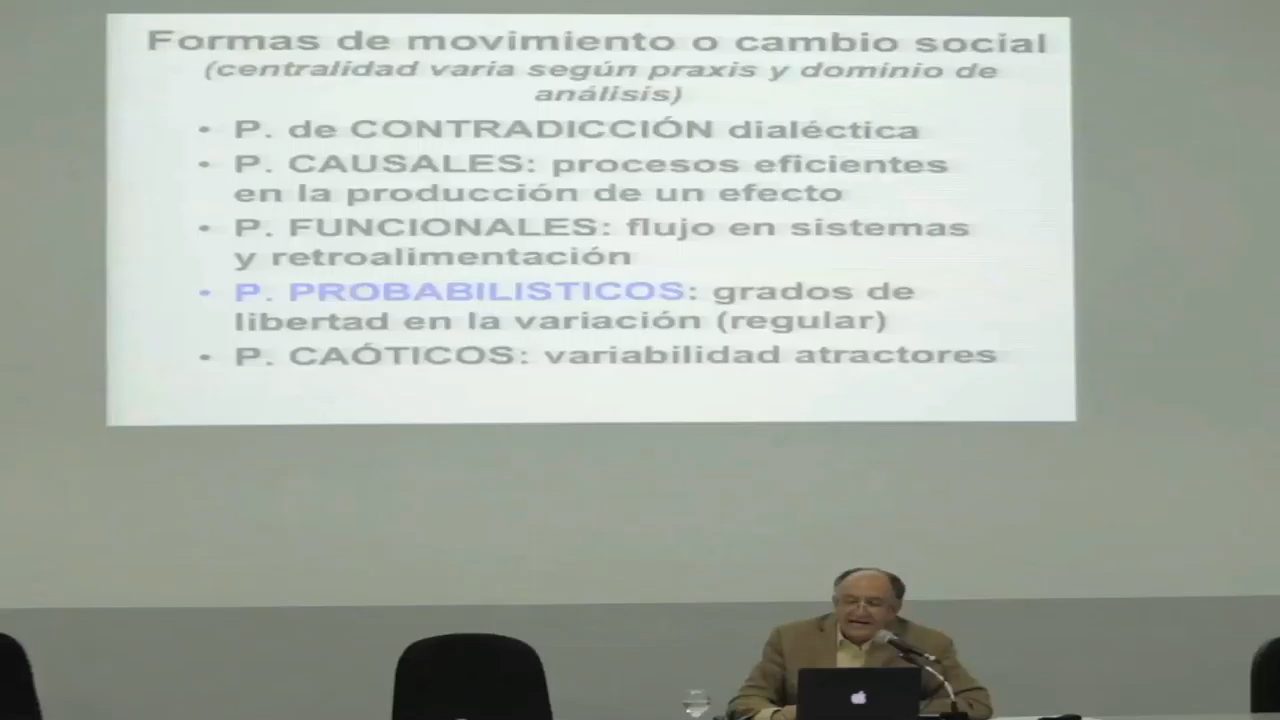 Formas de movimiento o cambio social
(centralidad varia según praxis y dominio de
análisis)
• P. de CONTRADICCIÓN dialéctica
• P. CAUSALES: procesos eficientes
en la producción de un efecto
• P. FUNCIONALES: flujo en sistemas
y retroalimentación
• P. PROBABILISTICOS: grados de
libertad en la variación (regular)
• P. CAÓTICOS: variabilidad atractores